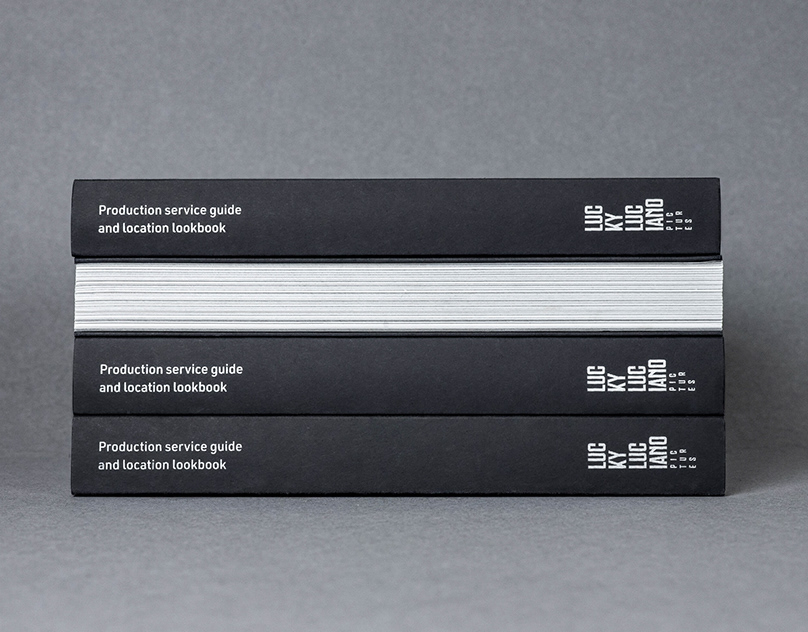 Production service guide
and location lookbook
LUC
KY
LUC
IANO
PIC
TUR
ES
Production service guide
and location lookbook
LUC
KY
LUC
IANO
PIC
TUR
ES
Production service guide
and location lookbook
LUC
KY
LUC
IANO
PIC
TUR
ES